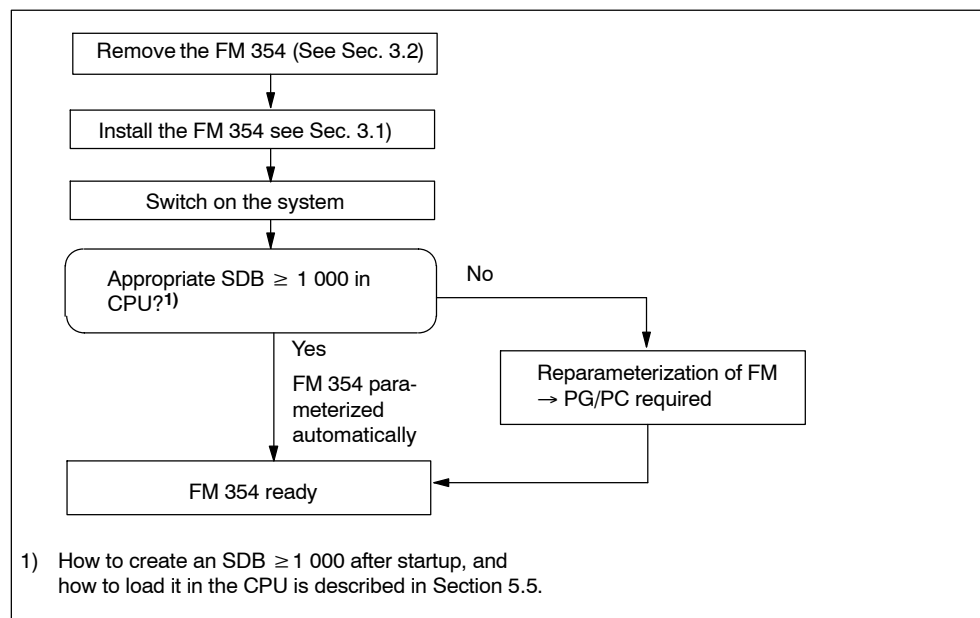 Remove the FM 354 (See Sec. 3.2)
Install the FM 354 see Sec. 3.1)
Switch on the system
Appropriate SDB ≥ 1 000 in
CPU?1)
No
Yes
FM 354 para-
meterized
automatically
Reparameterization of FM
→ PG/PC required
FM 354 ready
1) How to create an SDB ≥ 1 000 after startup, and
how to load it in the CPU is described in Section 5.5.